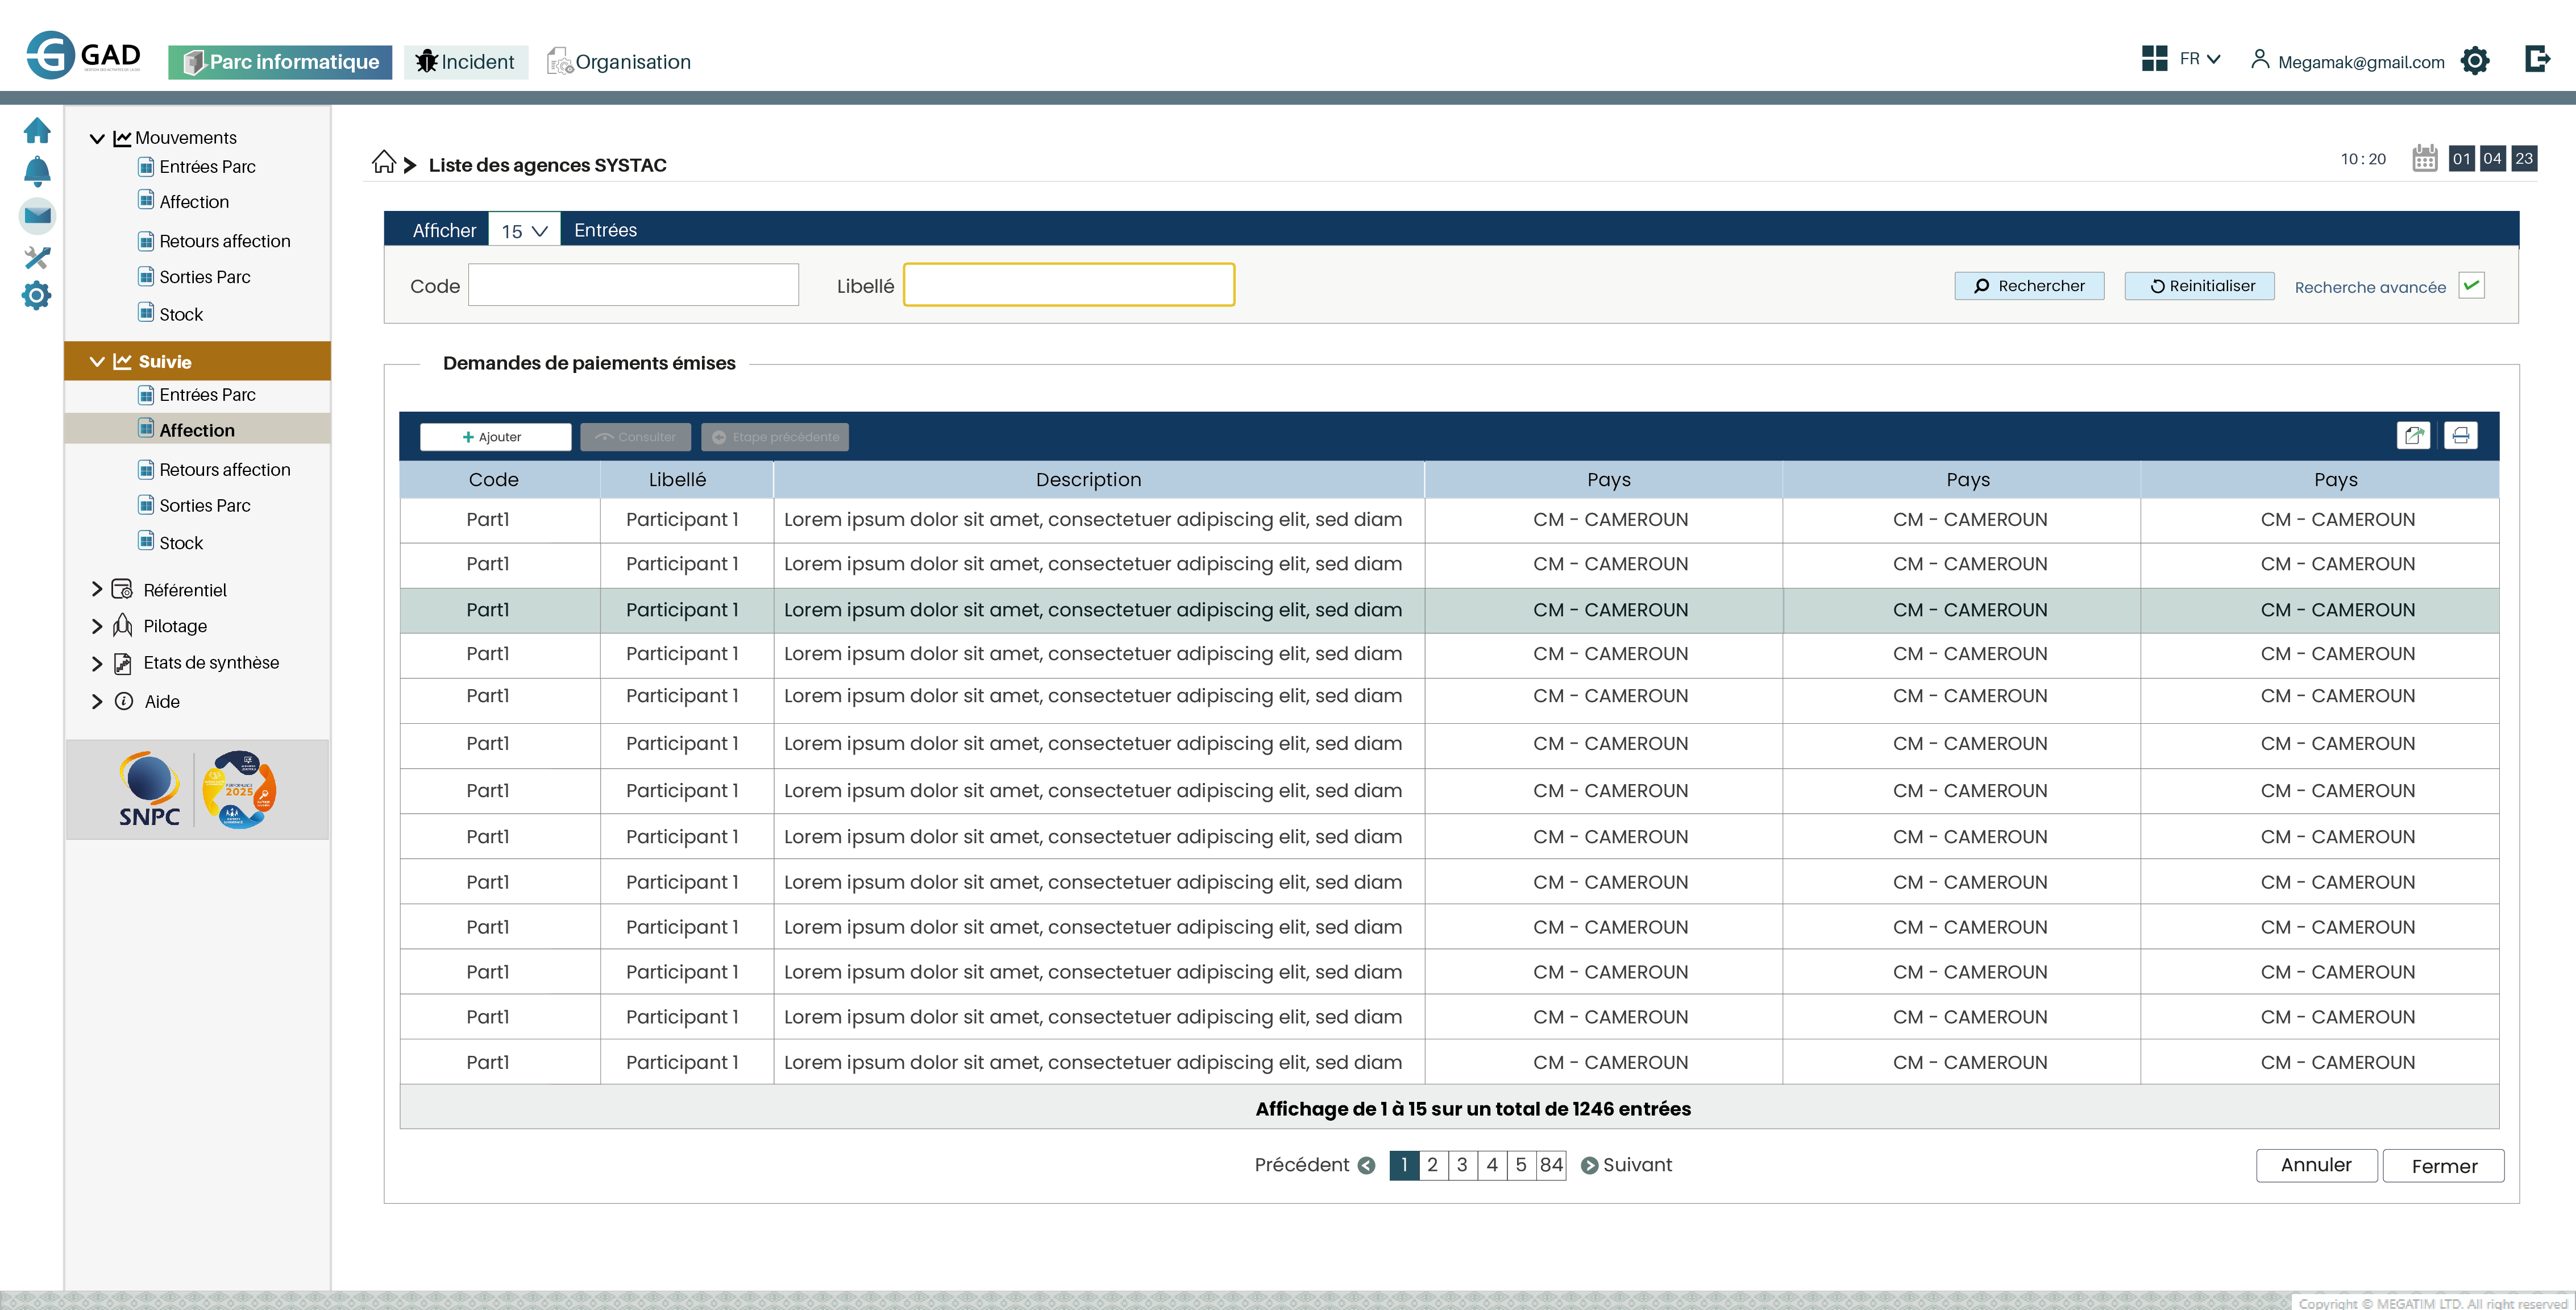 GAD Parc informatique Incident Organisation FR Megamak@gmail.com
Mouvements
Entrées Parc
Affection
Retours affection
Sorties Parc
Stock
Suivie
Entrées Parc
Affection
Retours affection
Sorties Parc
Stock
Référentiel
Pilotage
Etats de synthèse
Aide
SNPC 2025
Liste des agences SYSTAC 10:20 01 04 23
Afficher 15 Entrées
Code Libellé Rechercher Reinitialiser Recherche avancée
Demandes de paiements émises
Ajouter Consulter Etape précédente
Code Libellé Description Pays Pays Pays
Part1 Participant 1 Lorem ipsum dolor sit amet, consectetuer adipiscing elit, sed diam CM - CAMEROUN CM - CAMEROUN CM - CAMEROUN
Part1 Participant 1 Lorem ipsum dolor sit amet, consectetuer adipiscing elit, sed diam CM - CAMEROUN CM - CAMEROUN CM - CAMEROUN
Part1 Participant 1 Lorem ipsum dolor sit amet, consectetuer adipiscing elit, sed diam CM - CAMEROUN CM - CAMEROUN CM - CAMEROUN
Part1 Participant 1 Lorem ipsum dolor sit amet, consectetuer adipiscing elit, sed diam CM - CAMEROUN CM - CAMEROUN CM - CAMEROUN
Part1 Participant 1 Lorem ipsum dolor sit amet, consectetuer adipiscing elit, sed diam CM - CAMEROUN CM - CAMEROUN CM - CAMEROUN
Part1 Participant 1 Lorem ipsum dolor sit amet, consectetuer adipiscing elit, sed diam CM - CAMEROUN CM - CAMEROUN CM - CAMEROUN
Part1 Participant 1 Lorem ipsum dolor sit amet, consectetuer adipiscing elit, sed diam CM - CAMEROUN CM - CAMEROUN CM - CAMEROUN
Part1 Participant 1 Lorem ipsum dolor sit amet, consectetuer adipiscing elit, sed diam CM - CAMEROUN CM - CAMEROUN CM - CAMEROUN
Part1 Participant 1 Lorem ipsum dolor sit amet, consectetuer adipiscing elit, sed diam CM - CAMEROUN CM - CAMEROUN CM - CAMEROUN
Part1 Participant 1 Lorem ipsum dolor sit amet, consectetuer adipiscing elit, sed diam CM - CAMEROUN CM - CAMEROUN CM - CAMEROUN
Part1 Participant 1 Lorem ipsum dolor sit amet, consectetuer adipiscing elit, sed diam CM - CAMEROUN CM - CAMEROUN CM - CAMEROUN
Part1 Participant 1 Lorem ipsum dolor sit amet, consectetuer adipiscing elit, sed diam CM - CAMEROUN CM - CAMEROUN CM - CAMEROUN
Part1 Participant 1 Lorem ipsum dolor sit amet, consectetuer adipiscing elit, sed diam CM - CAMEROUN CM - CAMEROUN CM - CAMEROUN
Affichage de 1 à 15 sur un total de 1246 entrées
Précédent 1 2 3 4 5 84 Suivant Annuler Fermer
Copyright © MEGATIM LTD. All right reserved